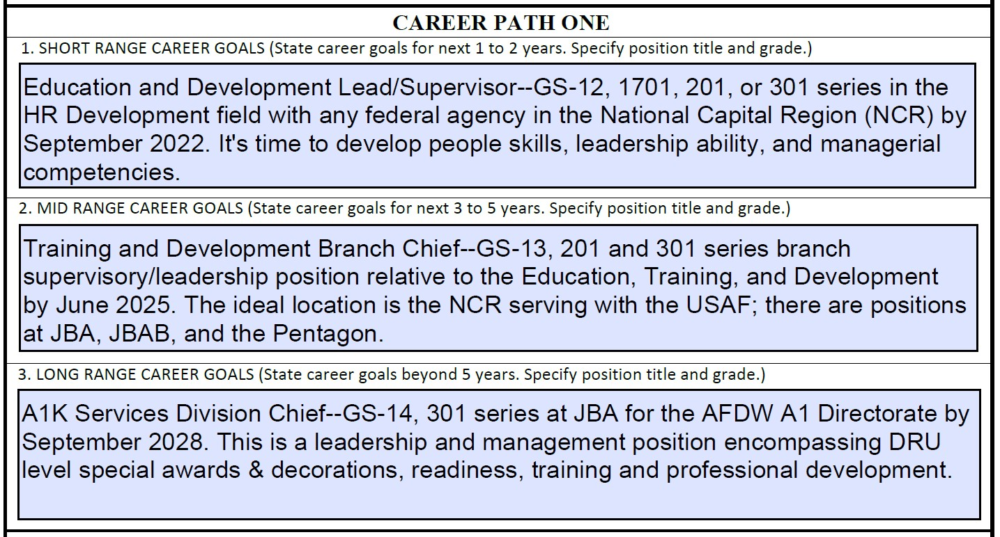 CAREER PATH ONE
1. SHORT RANGE CAREER GOALS (State career goals for next 1 to 2 years. Specify position title and grade.)
Education and Development Lead/Supervisor--GS-12, 1701, 201, or 301 series in the
HR Development field with any federal agency in the National Capital Region (NCR) by
September 2022. It's time to develop people skills, leadership ability, and managerial
competencies.
2. MID RANGE CAREER GOALS (State career goals for next 3 to 5 years. Specify position title and grade.)
Training and Development Branch Chief--GS-13, 201 and 301 series branch
supervisory/leadership position relative to the Education, Training, and Development
by June 2025. The ideal location is the NCR serving with the USAF; there are positions
at JBA, JBAB, and the Pentagon.
3. LONG RANGE CAREER GOALS (State career goals beyond 5 years. Specify position title and grade.)
A1K Services Division Chief--GS-14, 301 series at JBA for the AFDW A1 Directorate by
September 2028. This is a leadership and management position encompassing DRU
level special awards & decorations, readiness, training and professional development.